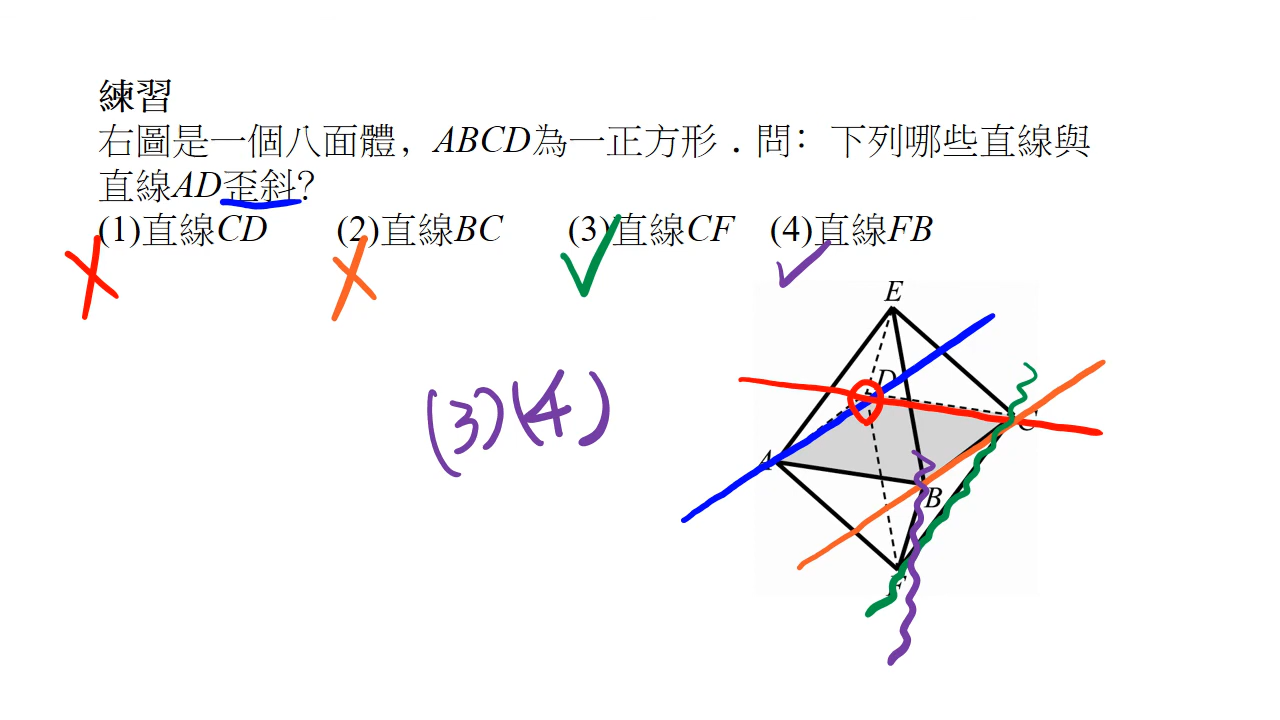 練習
右圖是一個八面體，ABCD為一正方形．問：下列哪些直線與
直線AD歪斜?
(1)直線CD (2)直線BC (3)直線CF (4)直線FB
(3)(4)
E
D
C
A
B
F